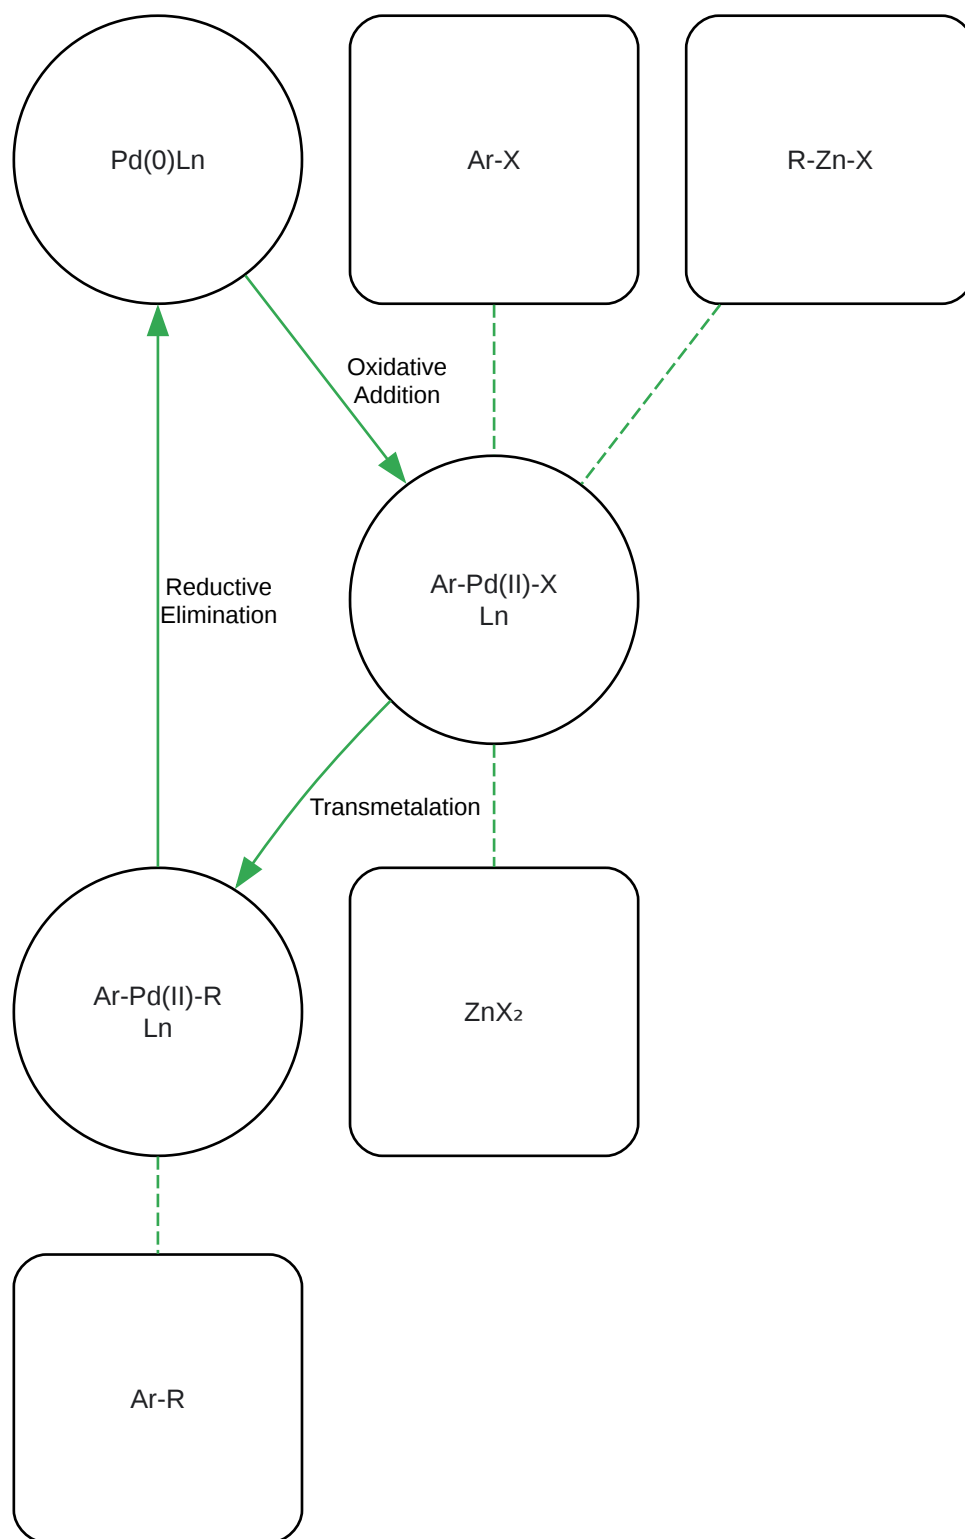 Pd(0)Ln
Ar-X
R-Zn-X
Oxidative
Addition
Reductive
Elimination
Ar-Pd(II)-X
Ln
Transmetalation
Ar-Pd(II)-R
Ln
ZnX₂
Ar-R